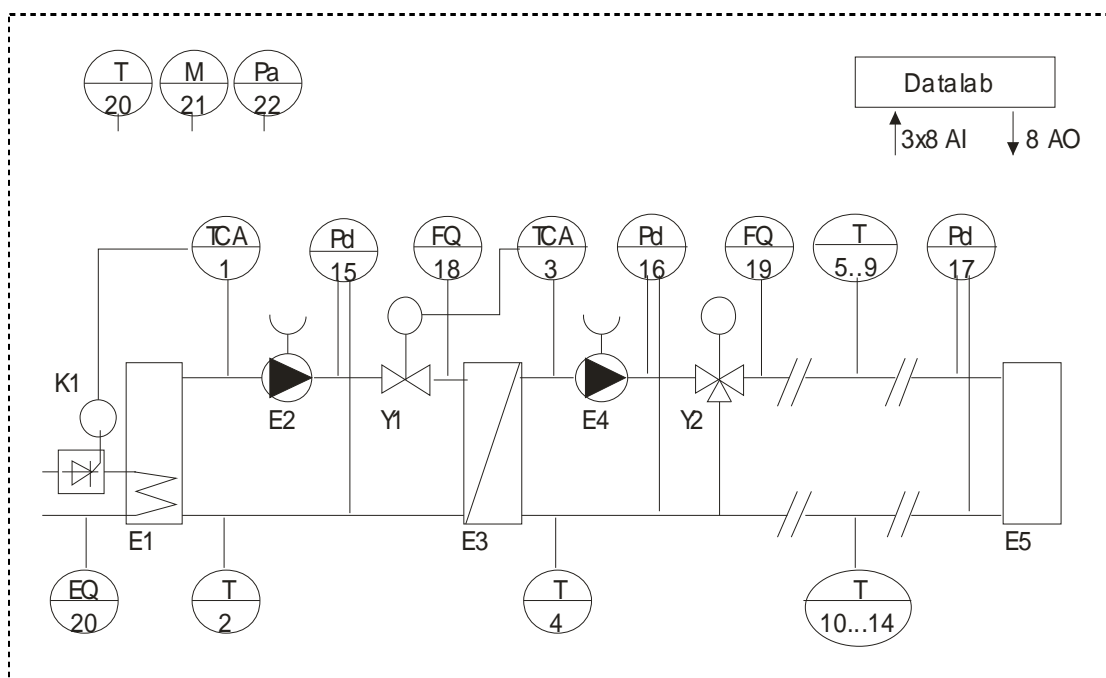 T M Pa
20 21 22
Datalab
3x8 AI 8 AO
TCA Pd FQ TCA Pd FQ T Pd
1 15 18 3 16 19 5..9 17
K1
E2 Y1 E4 Y2
E1 E3 E5
EQ T T T
20 2 4 10...14